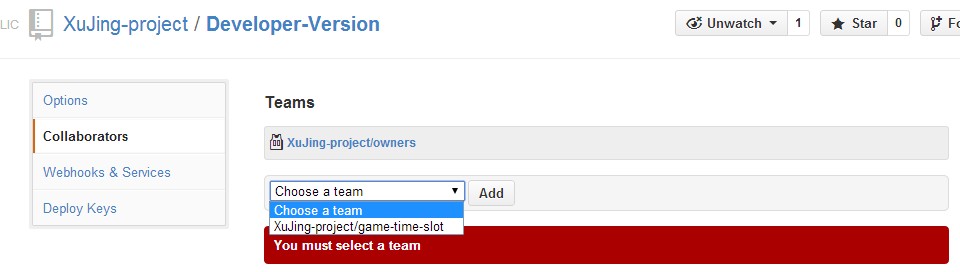 LIC XuJing-project / Developer-Version
Unwatch 1 Star 0 Fo
Options
Collaborators
Webhooks & Services
Deploy Keys
Teams
XuJing-project/owners
Choose a team Add
Choose a team
XuJing-project/game-time-slot
You must select a team